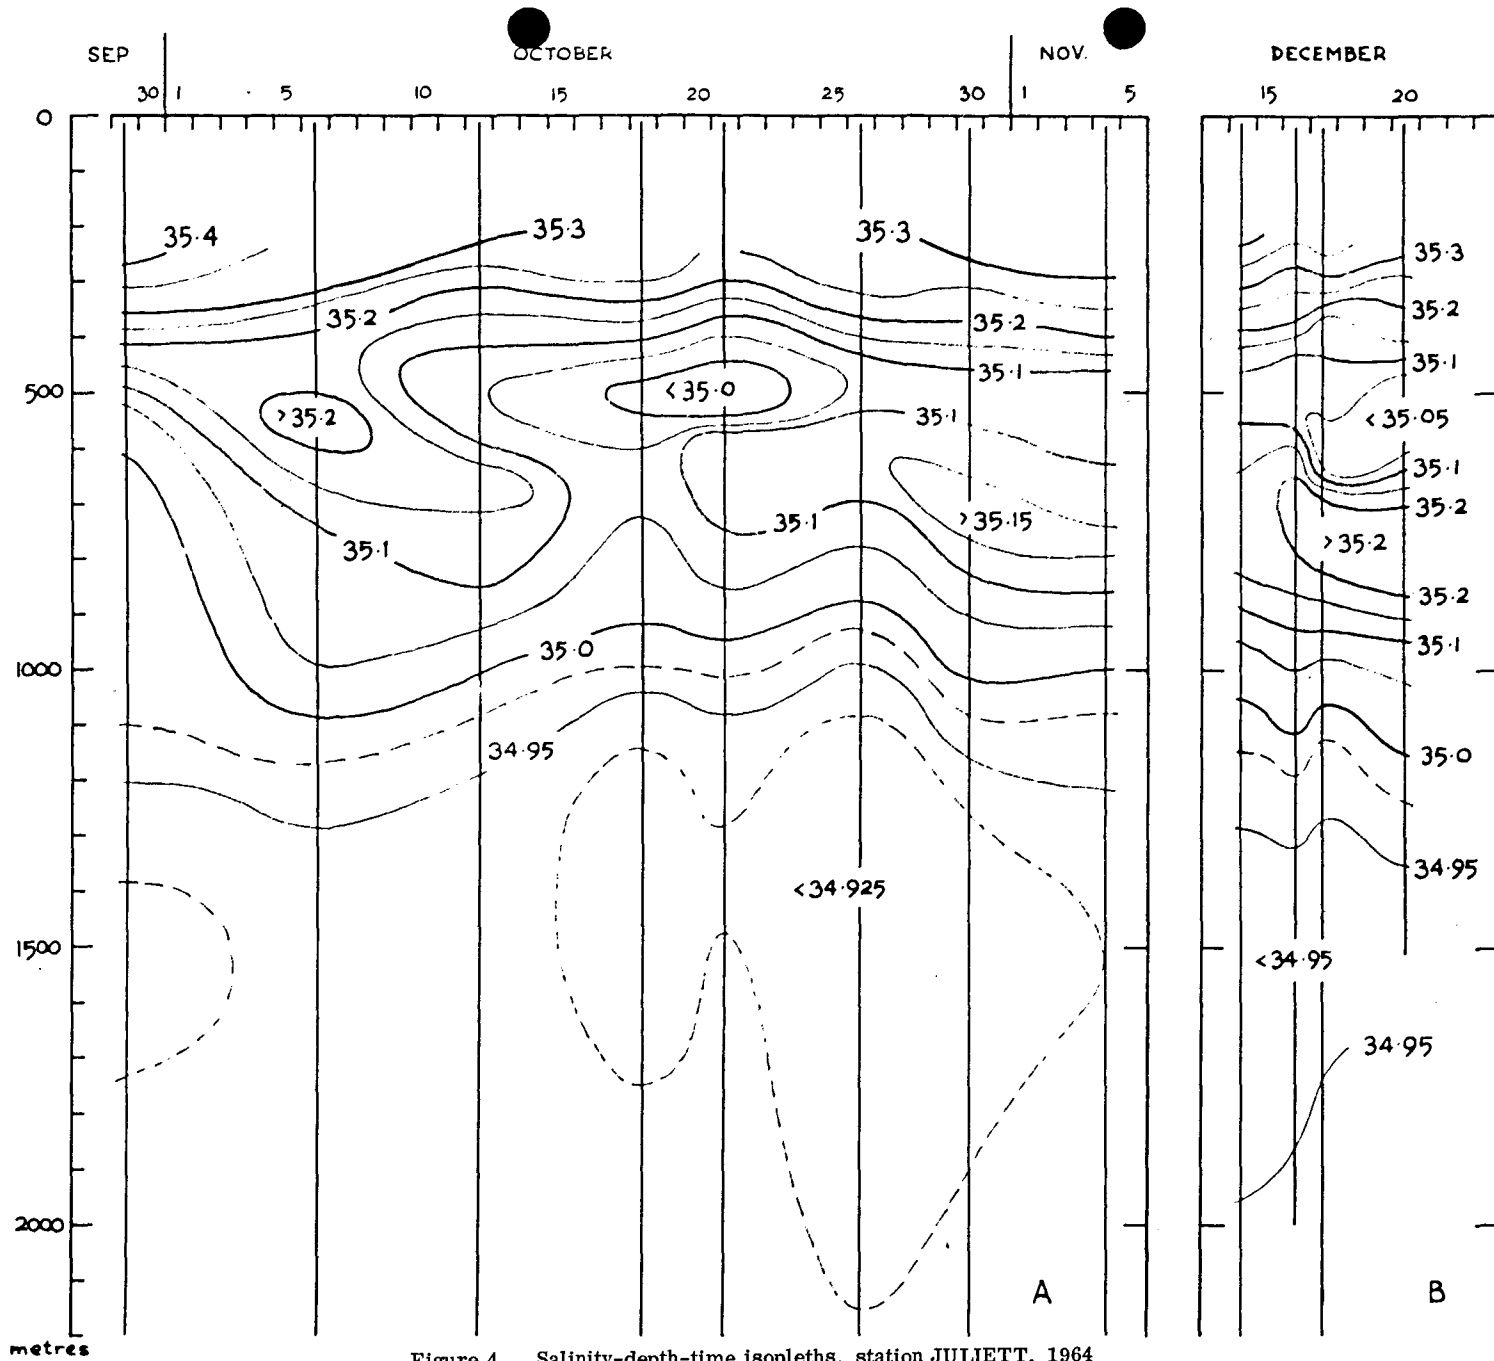 SEP OCTOBER NOV. DECEMBER
30 1 5 10 15 20 25 30 1 5 15 20
0
35.4 35.3 35.3 35.3
35.2 35.2 35.2
35.1 35.1
500 >35.2 <35.0 35.1 <35.05
35.1
35.2
35.1 35.1 >35.15 >35.2
35.2
35.0 35.1
1000
34.95 35.0
<34.925 34.95
1500 <34.95
34.95
2000
A B
metres
Figure 4 Salinity-depth-time isopleths, station JULIETT, 1964